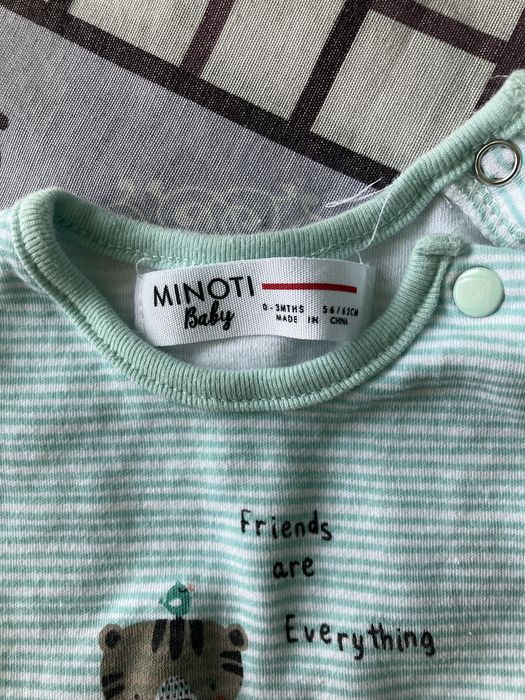 MINOTI
Baby
0-3MTHS 56/62CM
MADE IN CHINA
Friends
are
Everything